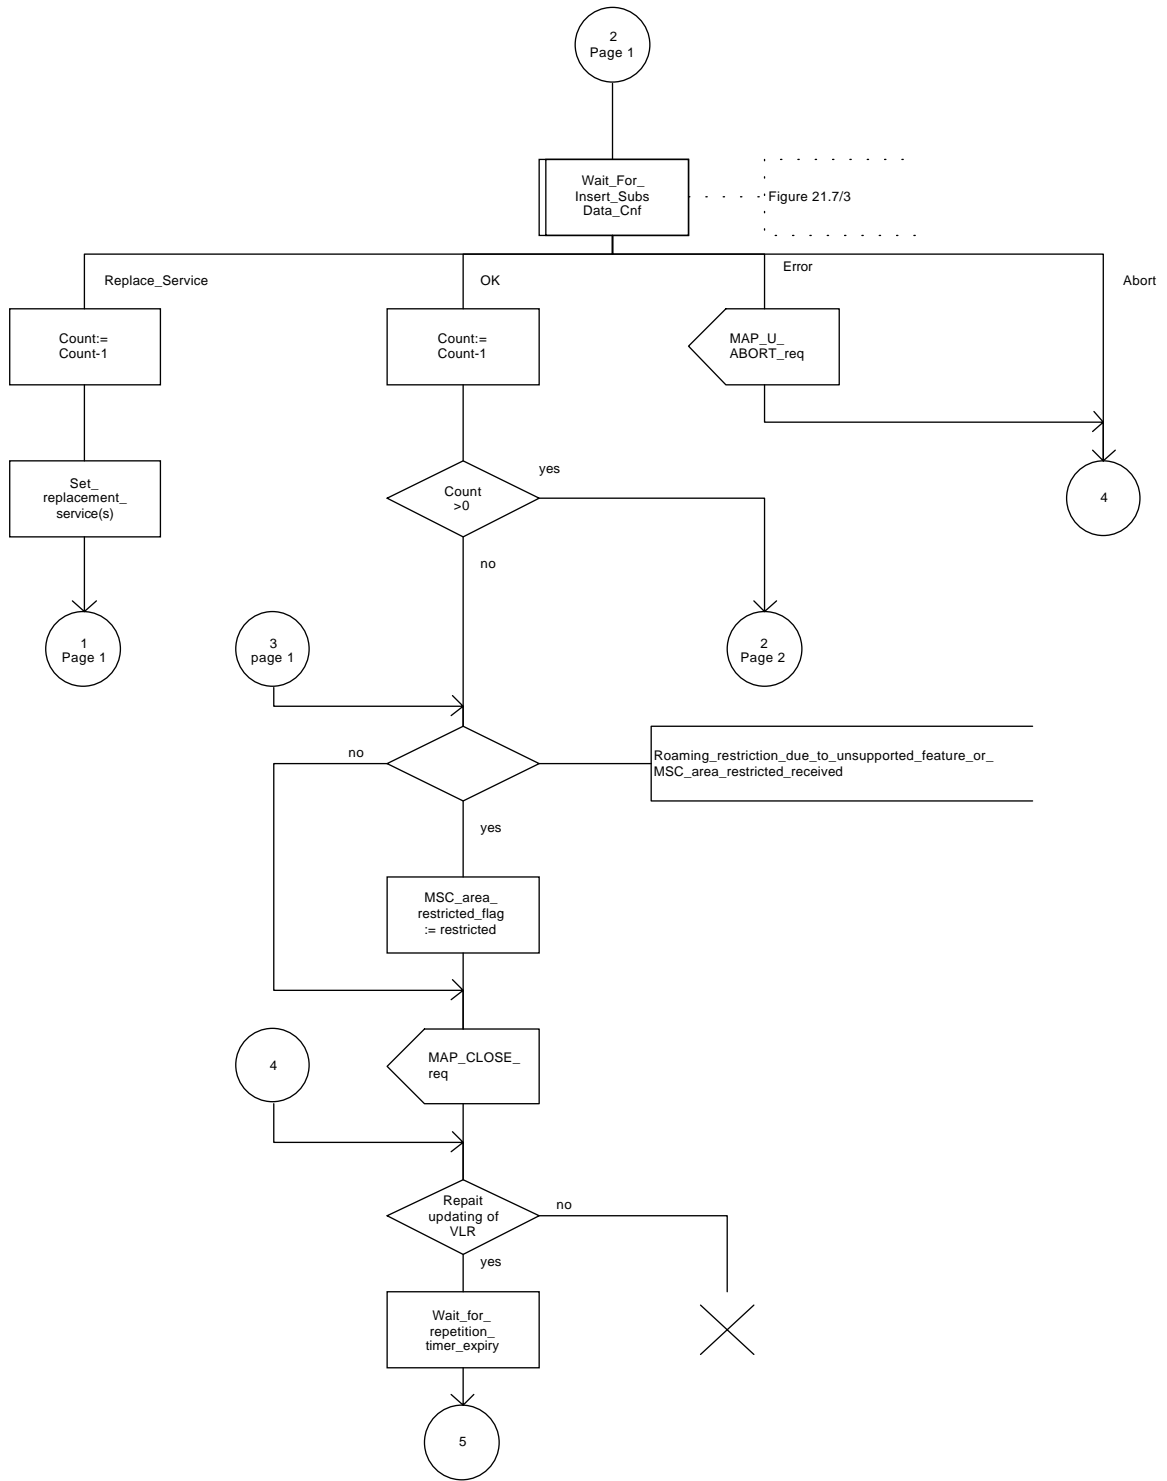 2
Page 1
Wait_For_
Insert_Subs
Data_Cnf
Figure 21.7/3
Replace_Service
OK
Error
Abort
Count:=
Count-1
Count:=
Count-1
MAP_U_
ABORT_req
Set_
replacement_
service(s)
Count
>0
yes
4
no
1
Page 1
3
page 1
2
Page 2
no
Roaming_restriction_due_to_unsupported_feature_or_
MSC_area_restricted_received
yes
MSC_area_
restricted_flag
:= restricted
4
MAP_CLOSE_
req
Repait
updating of
VLR
no
yes
Wait_for_
repetition_
timer_expiry
5